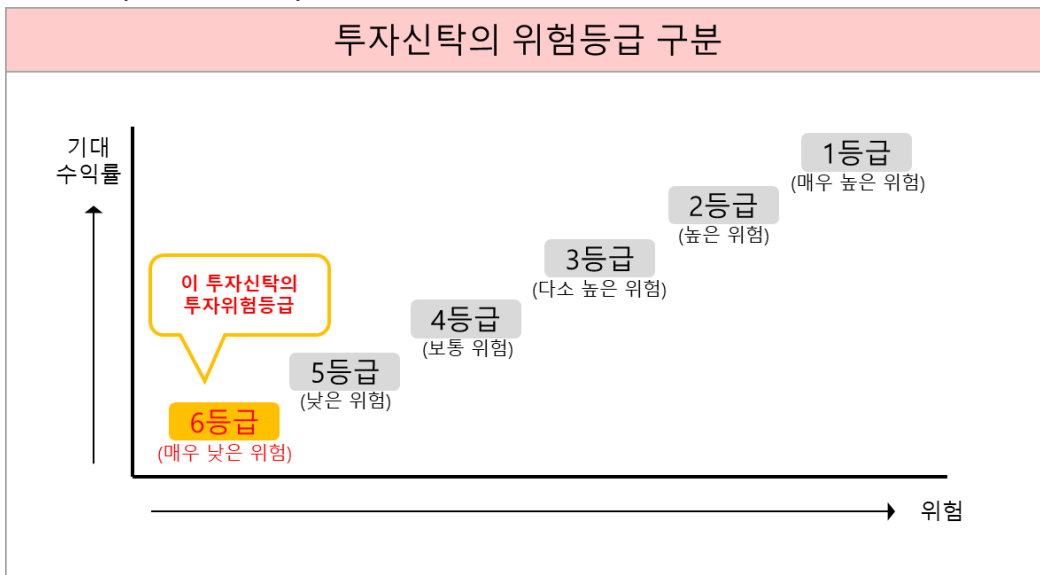 투자신탁의 위험등급 구분
기대
수익률
1등급
(매우 높은 위험)
2등급
(높은 위험)
3등급
(다소 높은 위험)
이 투자신탁의
투자위험등급
4등급
(보통 위험)
5등급
(낮은 위험)
6등급
(매우 낮은 위험)
위험